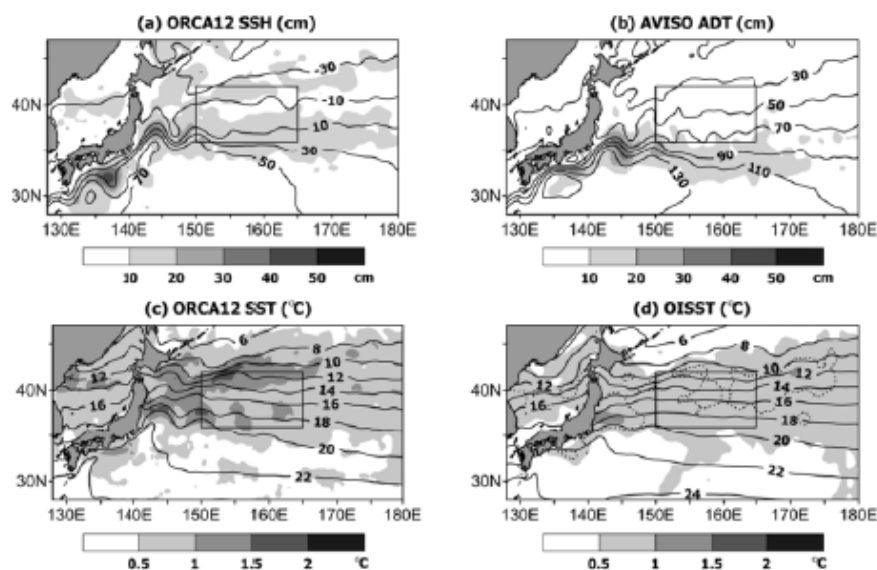 (a) ORCA12 SSH (cm)
40N
30N
-30
-10
10
30
50
70
130E 140E 150E 160E 170E 180E
10 20 30 40 50 cm
(b) AVISO ADT (cm)
40N
30N
30
50
70
90
110
130
130E 140E 150E 160E 170E 180E
10 20 30 40 50 cm
(c) ORCA12 SST (℃)
40N
30N
6
8
10
12 12
14
16 16
18
20
22
130E 140E 150E 160E 170E 180E
0.5 1 1.5 2 ℃
(d) OISST (℃)
40N
30N
6
8
10
12 12
14
16 16
18
20
22
24
130E 140E 150E 160E 170E 180E
0.5 1 1.5 2 ℃